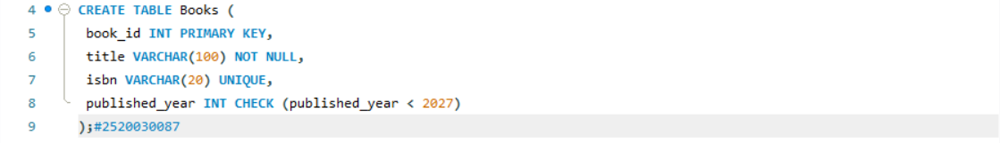 4 CREATE TABLE Books (
5 book_id INT PRIMARY KEY,
6 title VARCHAR(100) NOT NULL,
7 isbn VARCHAR(20) UNIQUE,
8 published_year INT CHECK (published_year < 2027)
9 );#2520030087